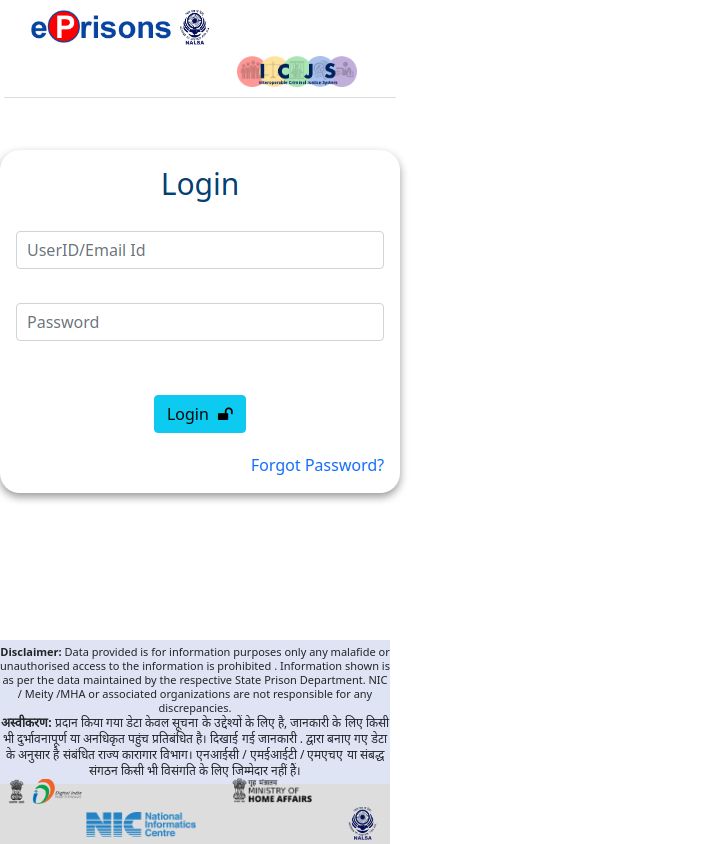 ePrisons
NALSA
I C J S
Interoperable Criminal Justice System
Login
UserID/Email Id
Password
Login
Forgot Password?
Disclaimer: Data provided is for information purposes only any malafide or
unauthorised access to the information is prohibited . Information shown is
as per the data maintained by the respective State Prison Department. NIC
/ Meity /MHA or associated organizations are not responsible for any
discrepancies.
अस्वीकरण: प्रदान किया गया डेटा केवल सूचना के उद्देश्यों के लिए है, जानकारी के लिए किसी
भी दुर्भावनापूर्ण या अनधिकृत पहुंच प्रतिबंधित है। दिखाई गई जानकारी . द्वारा बनाए गए डेटा
के अनुसार है संबंधित राज्य कारागार विभाग। एनआईसी / एमईआईटी / एमएचए या संबद्ध
संगठन किसी भी विसंगति के लिए जिम्मेदार नहीं हैं।
Digital India
गृह मंत्रालय
MINISTRY OF
HOME AFFAIRS
NIC
National
Informatics
Centre
NALSA